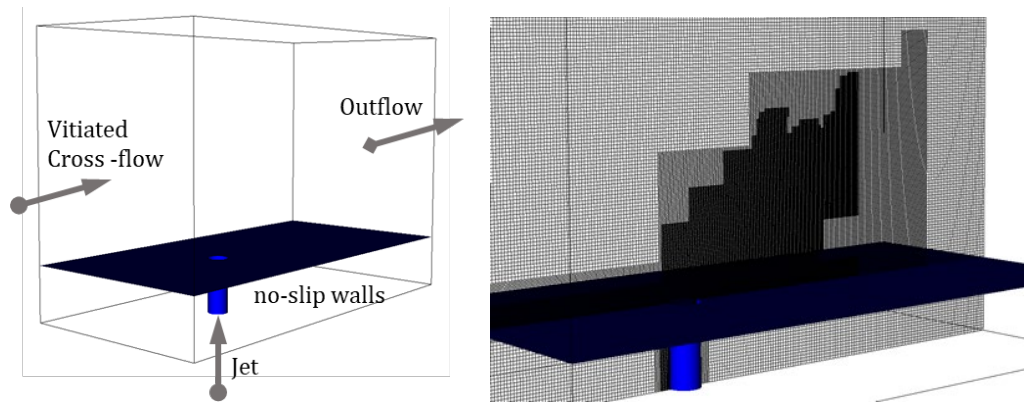 Vitiated
Cross -flow
Outflow
no-slip walls
Jet